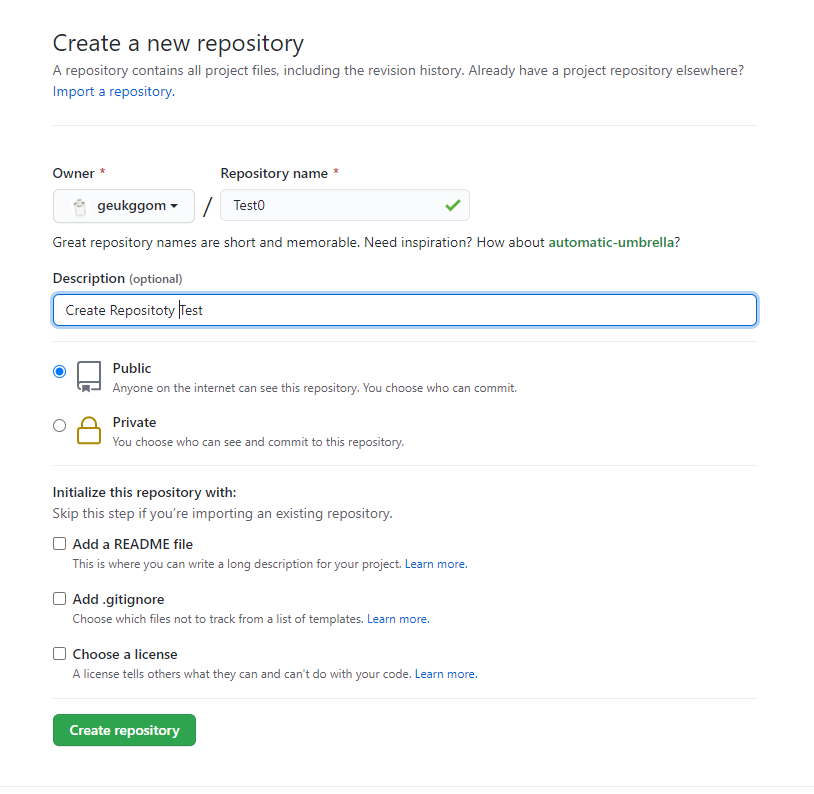 Create a new repository
A repository contains all project files, including the revision history. Already have a project repository elsewhere?
Import a repository.
Owner * Repository name *
geukggom / Test0
Great repository names are short and memorable. Need inspiration? How about automatic-umbrella?
Description (optional)
Create Repositoty Test
Public
Anyone on the internet can see this repository. You choose who can commit.
Private
You choose who can see and commit to this repository.
Initialize this repository with:
Skip this step if you're importing an existing repository.
Add a README file
This is where you can write a long description for your project. Learn more.
Add .gitignore
Choose which files not to track from a list of templates. Learn more.
Choose a license
A license tells others what they can and can't do with your code. Learn more.
Create repository